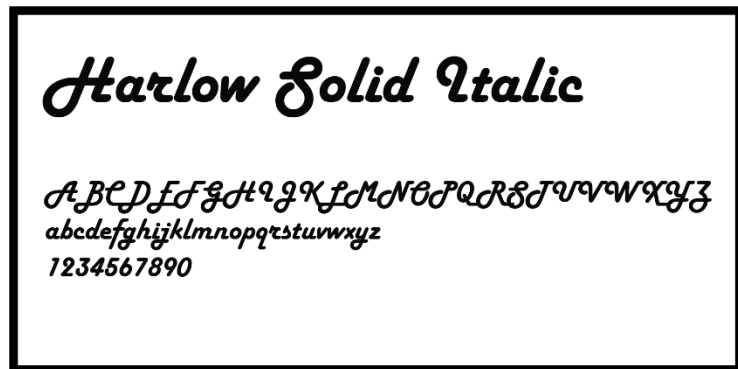 Harlow Solid Italic
ABCDEFGHIJKLMNOPQRSTUVWXYZ
abcdefghijklmnopqrstuvwxyz
1234567890